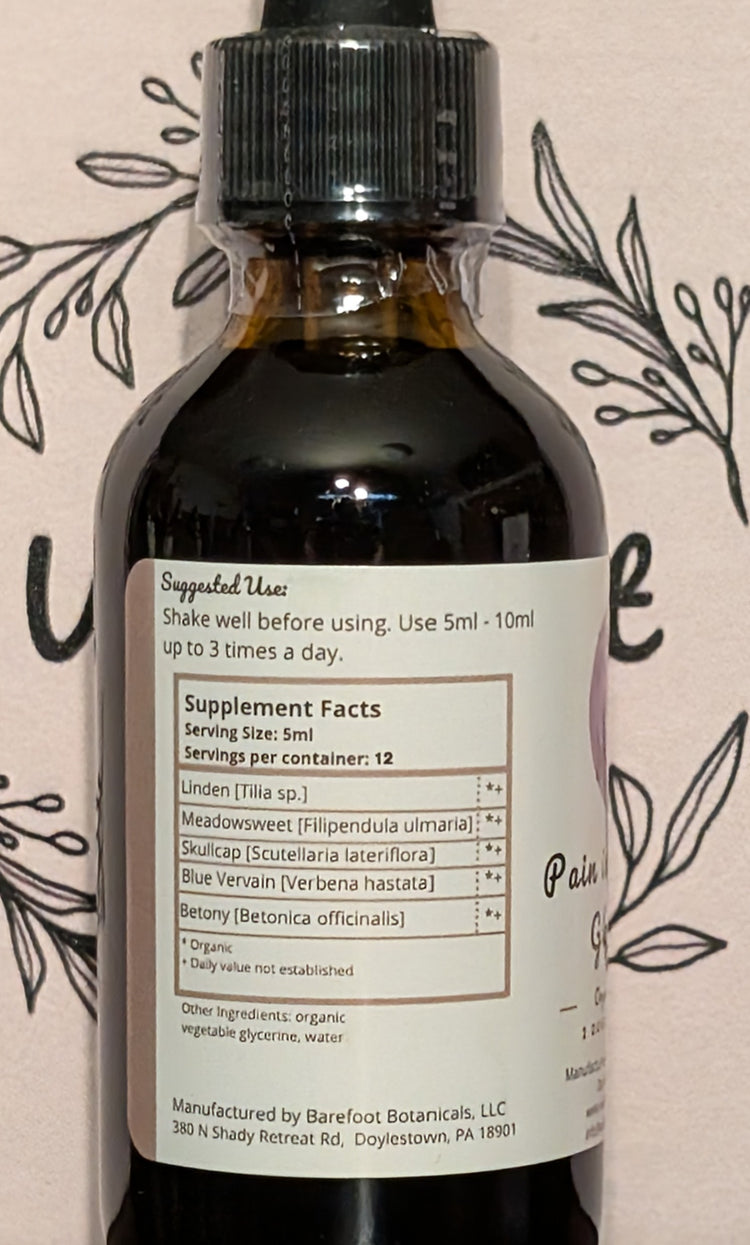 Suggested Use:
Shake well before using. Use 5ml - 10ml
up to 3 times a day.
Supplement Facts
Serving Size: 5ml
Servings per container: 12
Linden [Tilia sp.] *+
Meadowsweet [Filipendula ulmaria] *+
Skullcap [Scutellaria lateriflora] *+
Blue Vervain [Verbena hastata] *+
Betony [Betonica officinalis] *+
* Organic
+ Daily value not established
Other Ingredients: organic
vegetable glycerine, water
Manufactured by Barefoot Botanicals, LLC
380 N Shady Retreat Rd, Doylestown, PA 18901
Pain